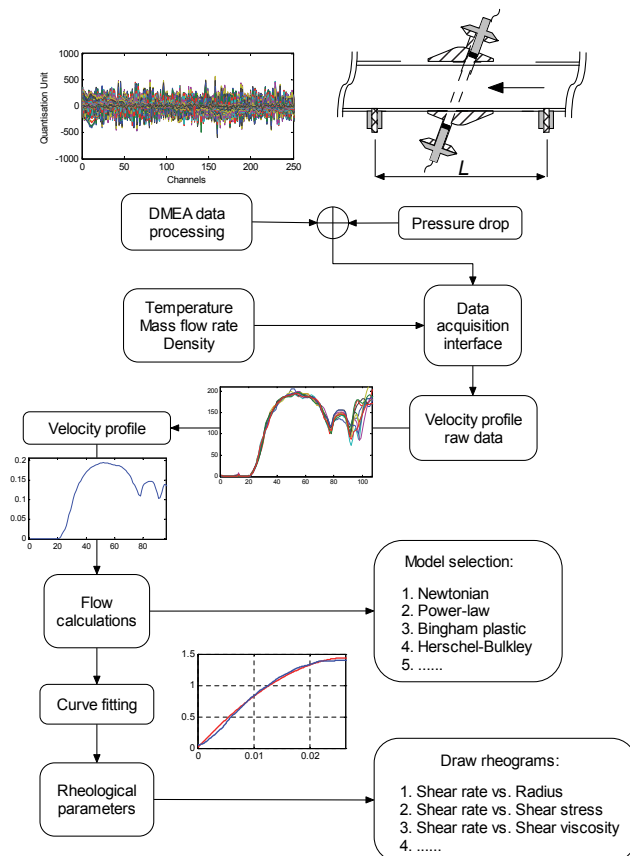 1000
500
0
-500
-1000
Quantisation Unit
0 50 100 150 200 250
Channels
L
DMEA data
processing
Pressure drop
Temperature
Mass flow rate
Density
Data
acquisition
interface
200
150
100
50
0
0 20 40 60 80 100
Velocity profile
raw data
Velocity profile
0.2
0.15
0.1
0.05
0
0 20 40 60 80
Flow
calculations
Model selection:
1. Newtonian
2. Power-law
3. Bingham plastic
4. Herschel-Bulkley
5. ......
1.5
1
0.5
0
0 0.01 0.02
Curve fitting
Rheological
parameters
Draw rheograms:
1. Shear rate vs. Radius
2. Shear rate vs. Shear stress
3. Shear rate vs. Shear viscosity
4. ......